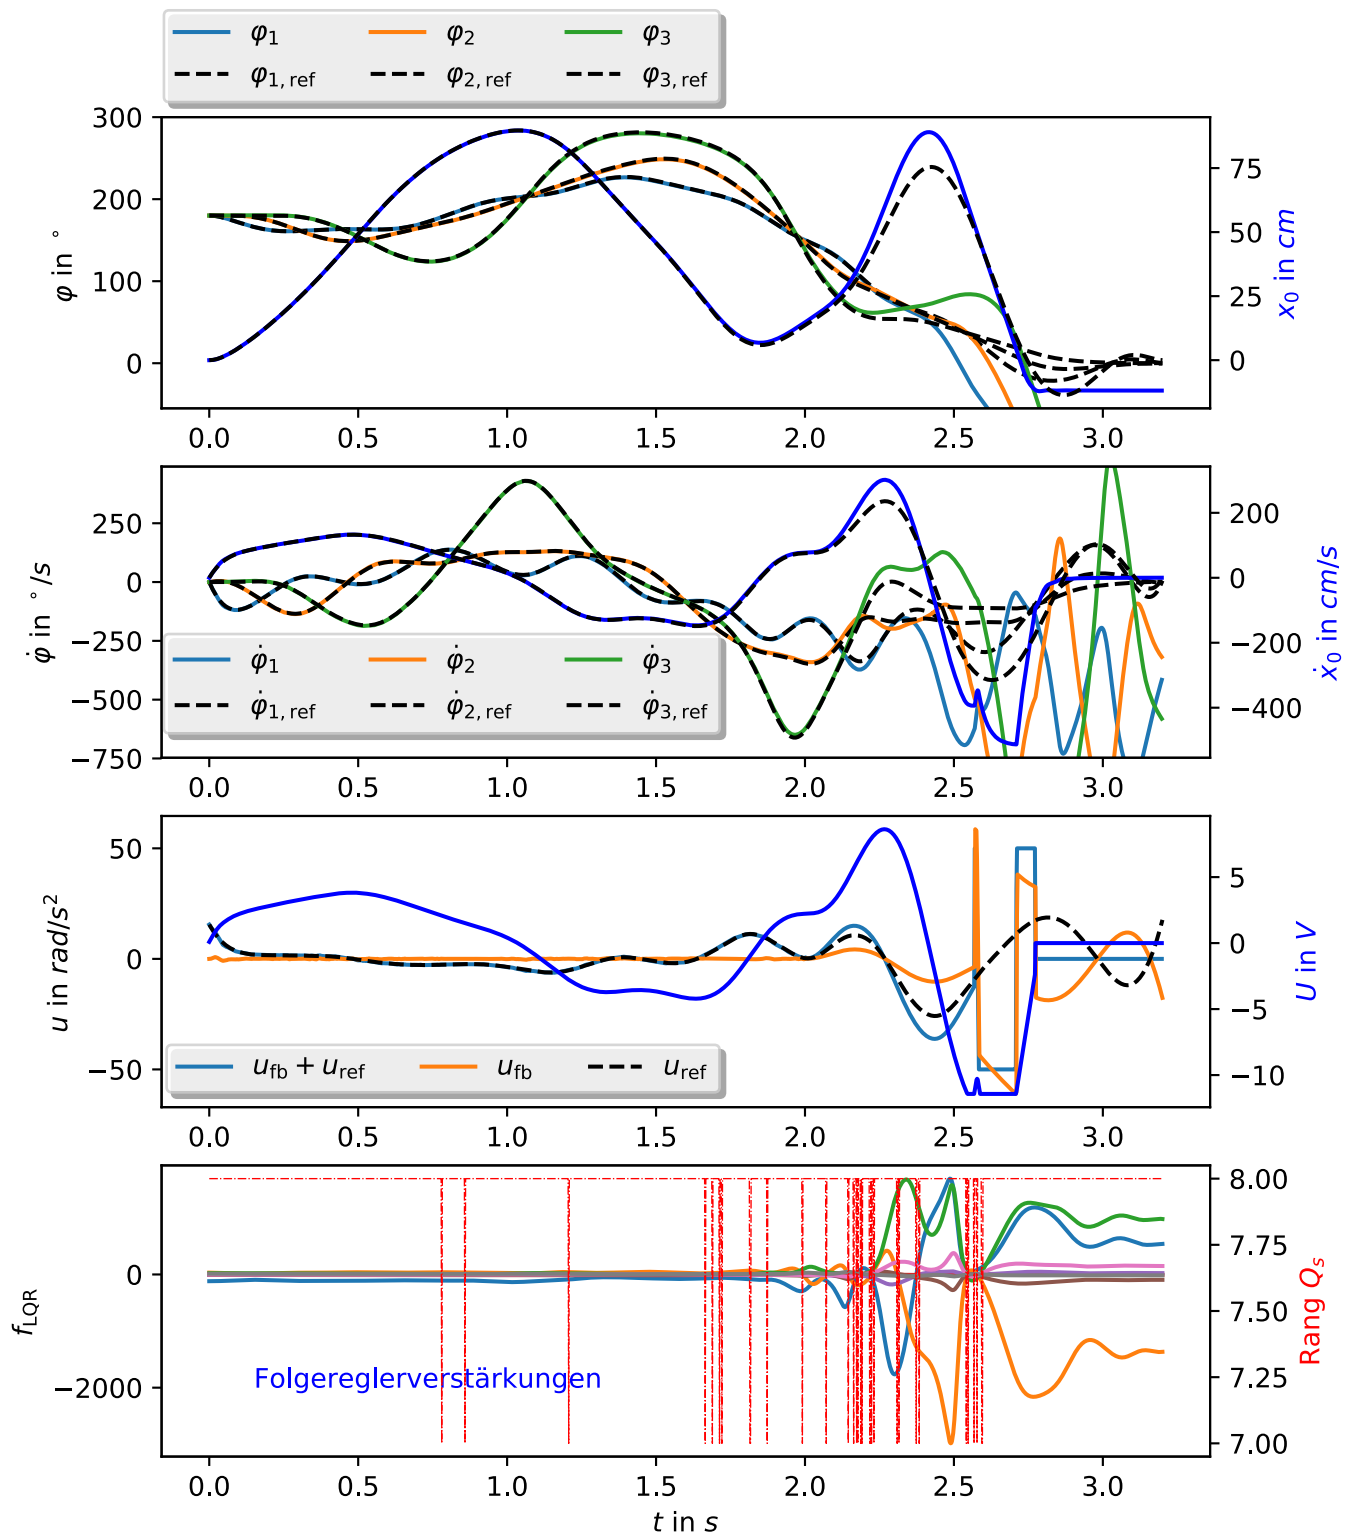 φ₁ φ₂ φ₃
φ₁,ref φ₂,ref φ₃,ref
300
200
100
0
φ in °
75
50
25
0
x₀ in cm
0.0 0.5 1.0 1.5 2.0 2.5 3.0
250
0
−250
−500
−750
φ̇ in °/s
φ̇₁ φ̇₂ φ̇₃
φ̇₁,ref φ̇₂,ref φ̇₃,ref
200
0
−200
−400
ẋ₀ in cm/s
0.0 0.5 1.0 1.5 2.0 2.5 3.0
50
0
−50
u in rad/s²
u_fb + u_ref u_fb u_ref
5
0
−5
−10
U in V
0.0 0.5 1.0 1.5 2.0 2.5 3.0
0
−2000
f_LQR
Folgereglerverstärkungen
8.00
7.75
7.50
7.25
7.00
Rang Q_s
0.0 0.5 1.0 1.5 2.0 2.5 3.0
t in s